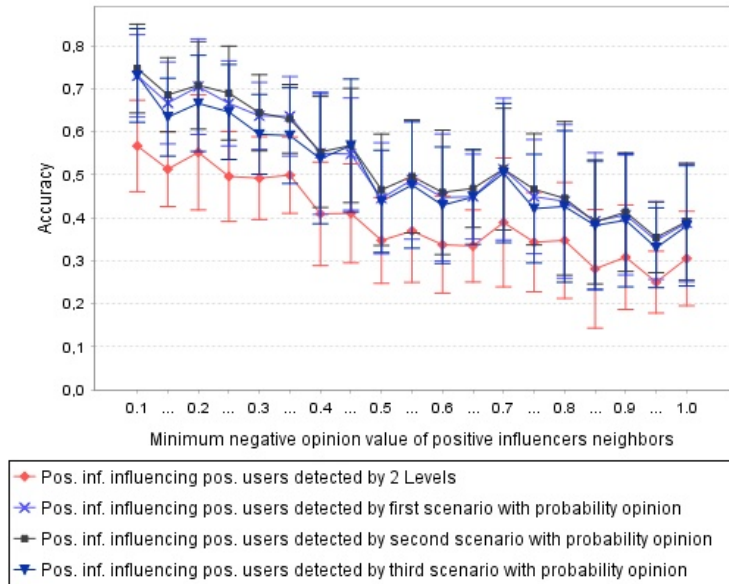 0,8
0,7
0,6
0,5
0,4
0,3
0,2
0,1
0,0
Accuracy
0.1 ... 0.2 ... 0.3 ... 0.4 ... 0.5 ... 0.6 ... 0.7 ... 0.8 ... 0.9 ... 1.0
Minimum negative opinion value of positive influencers neighbors
Pos. inf. influencing pos. users detected by 2 Levels
Pos. inf. influencing pos. users detected by first scenario with probability opinion
Pos. inf. influencing pos. users detected by second scenario with probability opinion
Pos. inf. influencing pos. users detected by third scenario with probability opinion